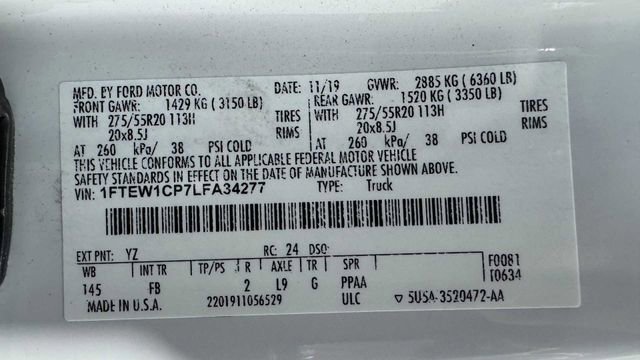 MFD. BY FORD MOTOR CO. DATE: 11/19 GVWR: 2885 KG ( 6360 LB)
FRONT GAWR: 1429 KG ( 3150 LB) REAR GAWR: 1520 KG ( 3350 LB)
WITH 275/55R20 113H TIRES WITH 275/55R20 113H TIRES
20x8.5J RIMS 20x8.5J RIMS
AT 260 kPa/ 38 PSI COLD AT 260 kPa/ 38 PSI COLD
THIS VEHICLE CONFORMS TO ALL APPLICABLE FEDERAL MOTOR VEHICLE
SAFETY STANDARDS IN EFFECT ON THE DATE OF MANUFACTURE SHOWN ABOVE.
VIN: 1FTEW1CP7LFA34277 TYPE: Truck
EXT PNT: YZ RC: 24 DSO: F0081
WB INT TR TP/PS R AXLE TR SPR T0634
145 FB 2 L9 G PPAA
MADE IN U.S.A. 2201911056529 ULC ▽ 5U5A-3520472-AA